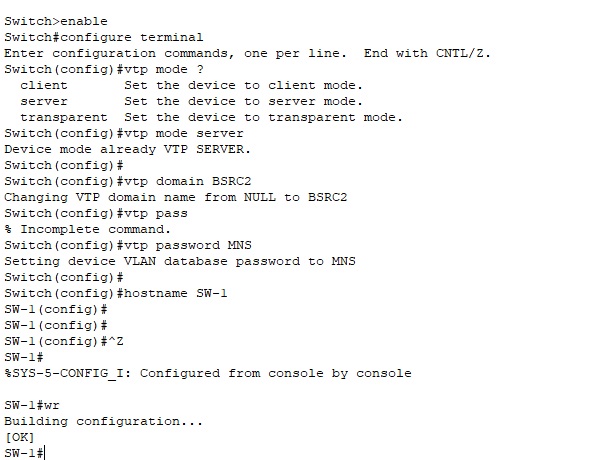 Switch>enable
Switch#configure terminal
Enter configuration commands, one per line.  End with CNTL/Z.
Switch(config)#vtp mode ?
  client       Set the device to client mode.
  server       Set the device to server mode.
  transparent  Set the device to transparent mode.
Switch(config)#vtp mode server
Device mode already VTP SERVER.
Switch(config)#
Switch(config)#vtp domain BSRC2
Changing VTP domain name from NULL to BSRC2
Switch(config)#vtp pass
% Incomplete command.
Switch(config)#vtp password MNS
Setting device VLAN database password to MNS
Switch(config)#
Switch(config)#hostname SW-1
SW-1(config)#
SW-1(config)#
SW-1(config)#^Z
SW-1#
%SYS-5-CONFIG_I: Configured from console by console

SW-1#wr
Building configuration...
[OK]
SW-1#